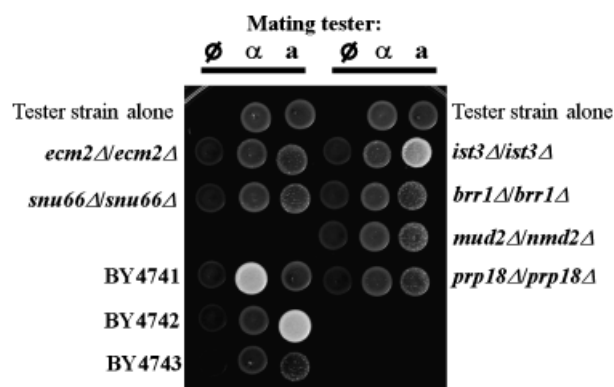 Mating tester:
Ø α a Ø α a
Tester strain alone Tester strain alone
ecm2Δ/ecm2Δ ist3Δ/ist3Δ
snu66Δ/snu66Δ brr1Δ/brr1Δ
mud2Δ/nmd2Δ
BY4741 prp18Δ/prp18Δ
BY4742
BY4743